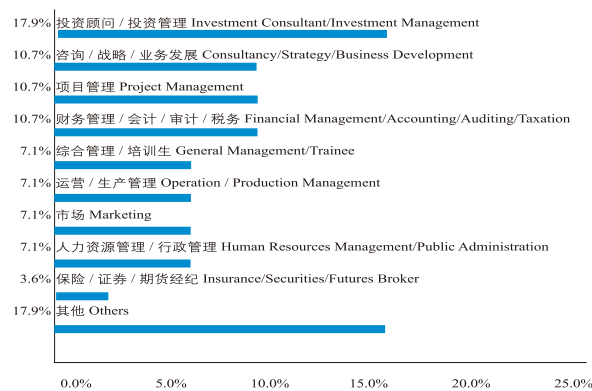 17.9% 投资顾问 / 投资管理 Investment Consultant/Investment Management
10.7% 咨询 / 战略 / 业务发展 Consultancy/Strategy/Business Development
10.7% 项目管理 Project Management
10.7% 财务管理 / 会计 / 审计 / 税务 Financial Management/Accounting/Auditing/Taxation
7.1% 综合管理 / 培训生 General Management/Trainee
7.1% 运营 / 生产管理 Operation / Production Management
7.1% 市场 Marketing
7.1% 人力资源管理 / 行政管理 Human Resources Management/Public Administration
3.6% 保险 / 证券 / 期货经纪 Insurance/Securities/Futures Broker
17.9% 其他 Others
0.0% 5.0% 10.0% 15.0% 20.0% 25.0%